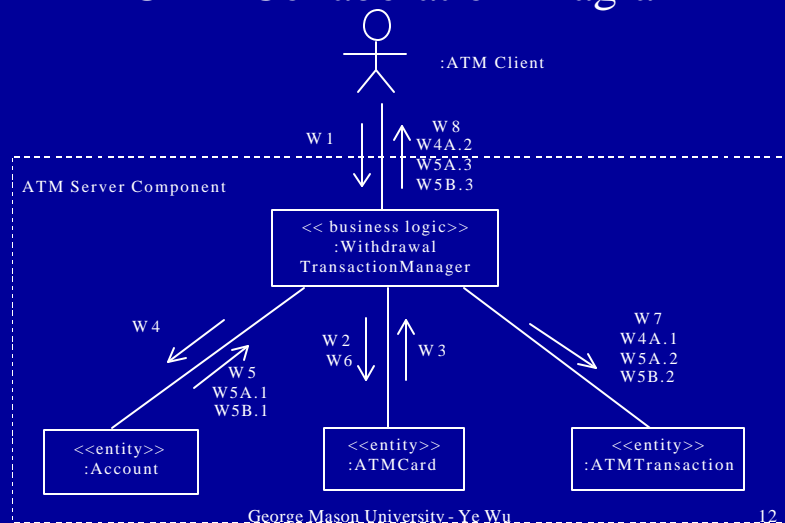 :ATM Client
W1
W8
W4A.2
W5A.3
W5B.3
ATM Server Component
<< business logic>>
:Withdrawal
TransactionManager
W4
W5
W5A.1
W5B.1
W2
W6
W3
W7
W4A.1
W5A.2
W5B.2
<<entity>>
:Account
<<entity>>
:ATMCard
<<entity>>
:ATMTransaction
George Mason University - Ye Wu
12